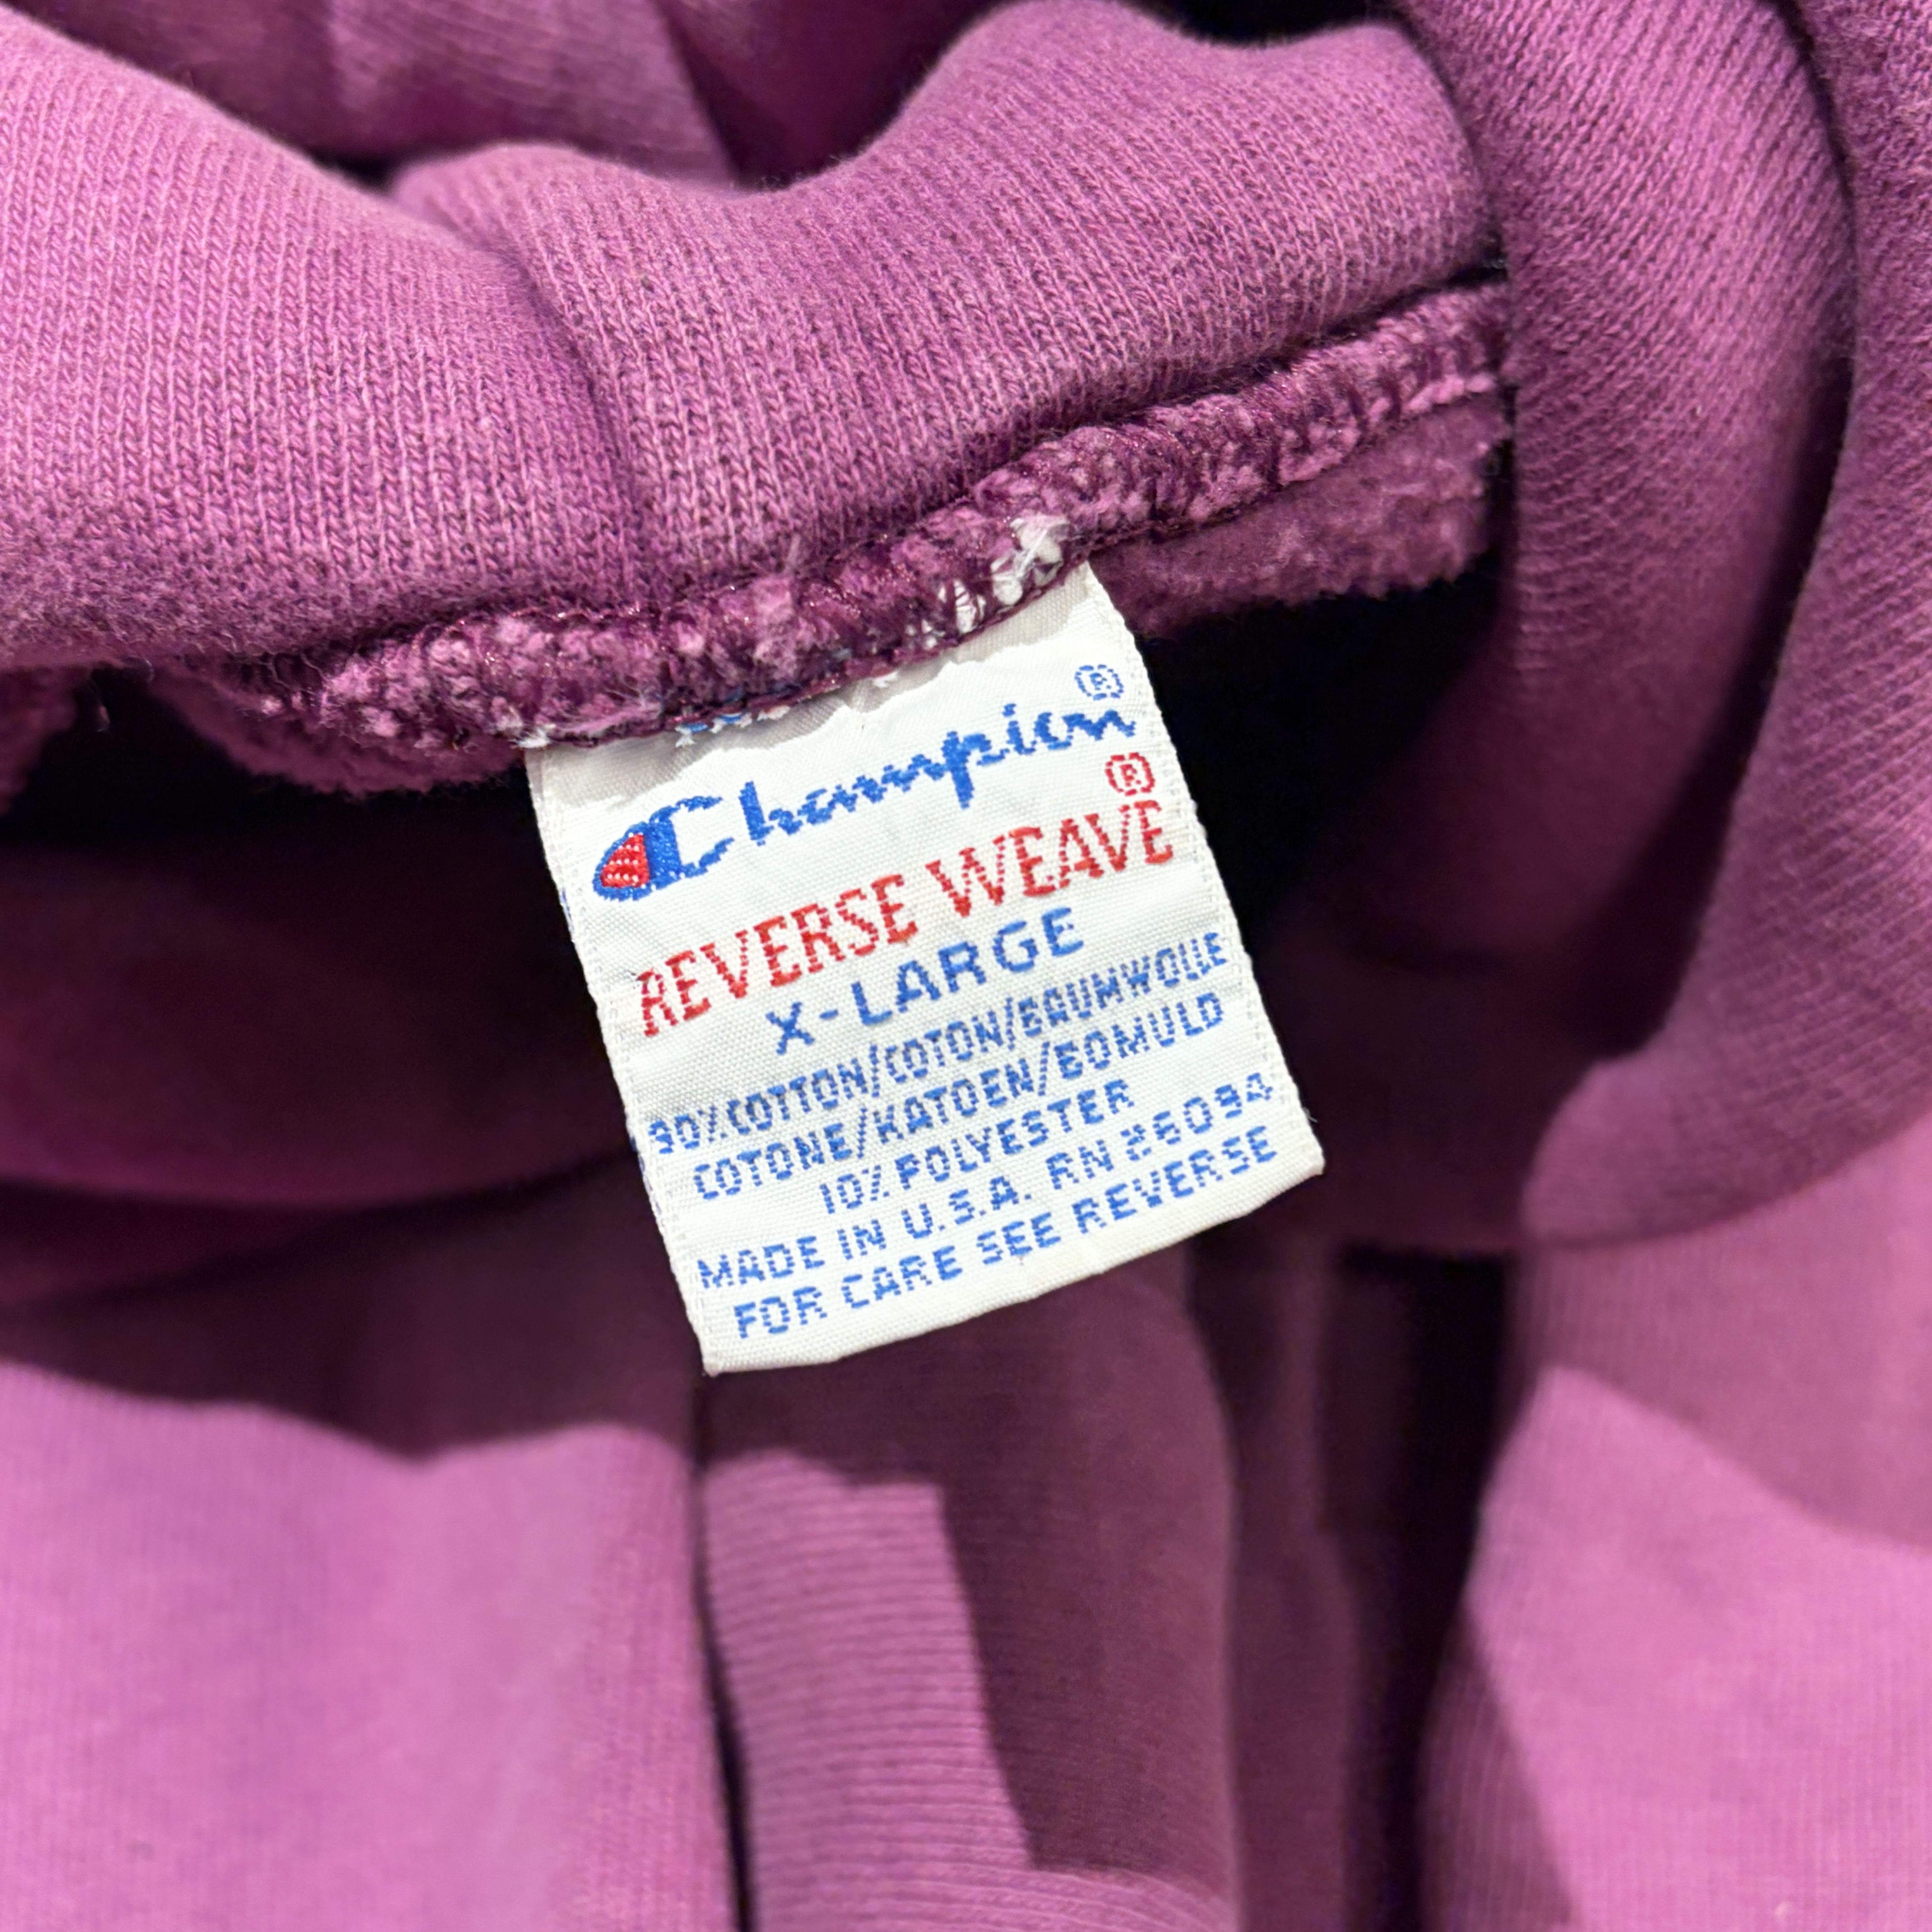 Champion®
REVERSE WEAVE®
X-LARGE
90% COTTON/COTON/BAUMWOLLE
COTONE/KATOEN/BOMULD
10% POLYESTER
MADE IN U.S.A. RN 26094
FOR CARE SEE REVERSE